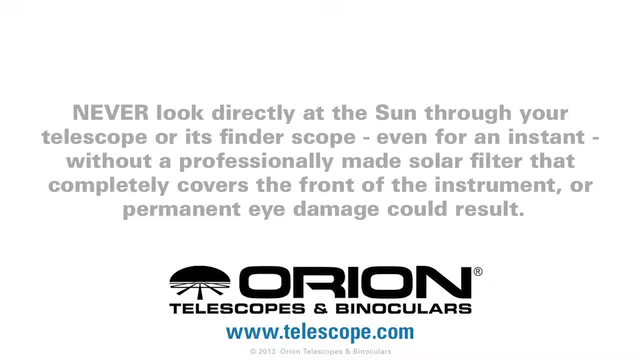 NEVER look directly at the Sun through your
telescope or its finder scope - even for an instant -
without a professionally made solar filter that
completely covers the front of the instrument, or
permanent eye damage could result.
ORION®
TELESCOPES & BINOCULARS
www.telescope.com
© 2013 Orion Telescopes & Binoculars